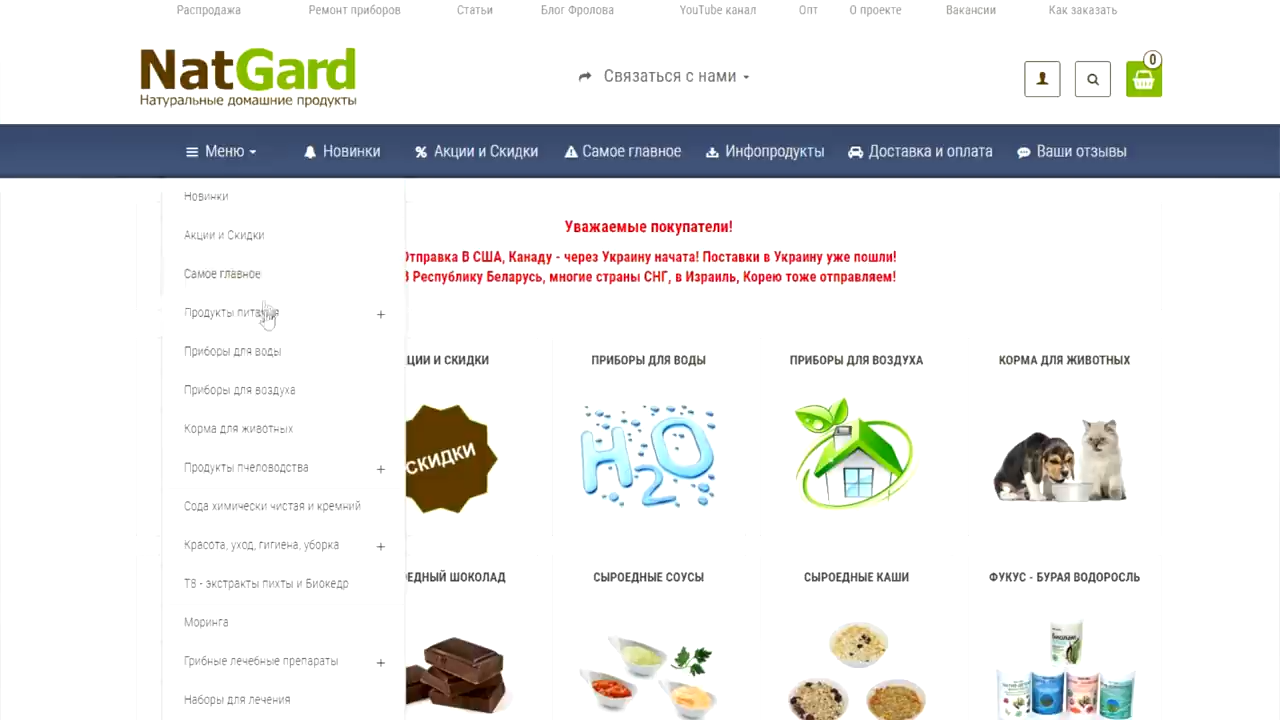 Распродажа Ремонт приборов Статьи Блог Фролова YouTube канал Опт О проекте Вакансии Как заказать
NatGard
Натуральные домашние продукты
Связаться с нами
0
Меню Новинки Акции и Скидки Самое главное Инфопродукты Доставка и оплата Ваши отзывы
Новинки
Акции и Скидки
Самое главное
Продукты питания
Приборы для воды
Приборы для воздуха
Корма для животных
Продукты пчеловодства
Сода химически чистая и кремний
Красота, уход, гигиена, уборка
Т8 - экстракты пихты и Биокедр
Моринга
Грибные лечебные препараты
Наборы для лечения
Уважаемые покупатели!
Отправка В США, Канаду - через Украину начата! Поставки в Украину уже пошли!
В Республику Беларусь, многие страны СНГ, в Израиль, Корею тоже отправляем!
ЦИИ И СКИДКИ ПРИБОРЫ ДЛЯ ВОДЫ ПРИБОРЫ ДЛЯ ВОЗДУХА КОРМА ДЛЯ ЖИВОТНЫХ
СКИДКИ
H2O
ЕДНЫЙ ШОКОЛАД СЫРОЕДНЫЕ СОУСЫ СЫРОЕДНЫЕ КАШИ ФУКУС - БУРАЯ ВОДОРОСЛЬ